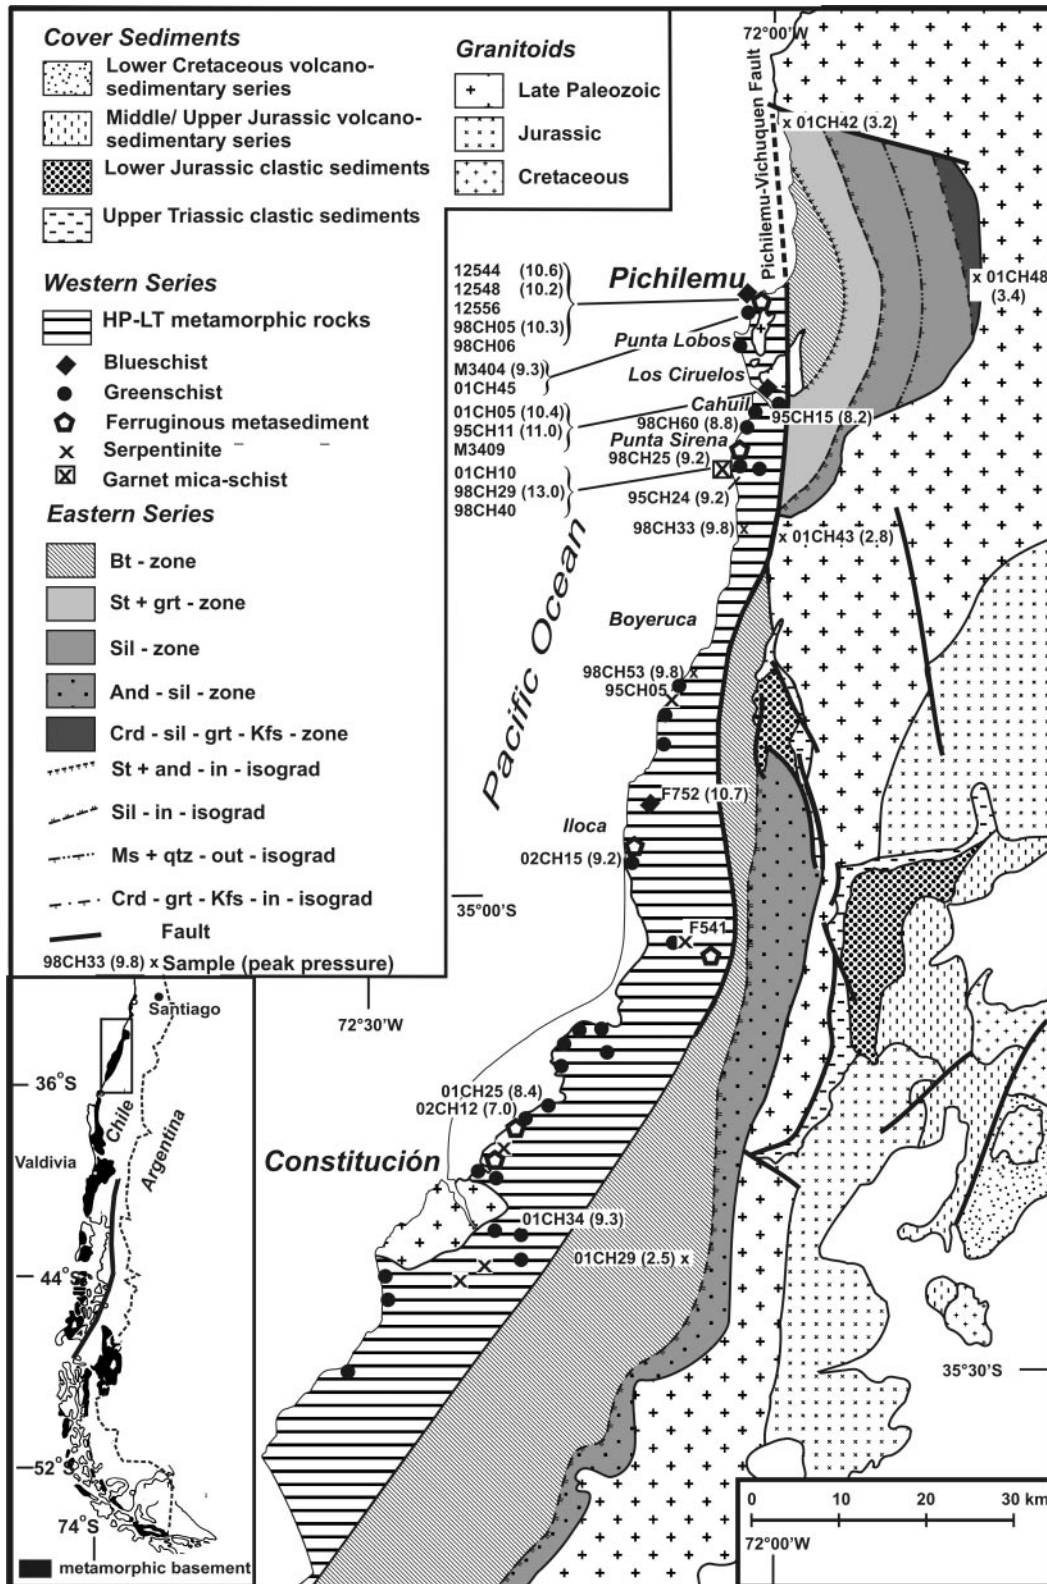 Cover Sediments
Lower Cretaceous volcano-
sedimentary series
Middle/ Upper Jurassic volcano-
sedimentary series
Lower Jurassic clastic sediments
Upper Triassic clastic sediments
Granitoids
Late Paleozoic
Jurassic
Cretaceous
Western Series
HP-LT metamorphic rocks
Blueschist
Greenschist
Ferruginous metasediment
Serpentinite
Garnet mica-schist
Eastern Series
Bt - zone
St + grt - zone
Sil - zone
And - sil - zone
Crd - sil - grt - Kfs - zone
St + and - in - isograd
Sil - in - isograd
Ms + qtz - out - isograd
Crd - grt - Kfs - in - isograd
Fault
98CH33 (9.8) x Sample (peak pressure)
72°00'W
Pichilemu-Vichuquen Fault
x 01CH42 (3.2)
x 01CH48
(3.4)
12544 (10.6)
12548 (10.2)
12556
98CH05 (10.3)
98CH06
M3404 (9.3)
01CH45
01CH05 (10.4)
95CH11 (11.0)
M3409
01CH10
98CH29 (13.0)
98CH40
Pichilemu
Punta Lobos
Los Ciruelos
Cahuil
95CH15 (8.2)
98CH60 (8.8)
Punta Sirena
98CH25 (9.2)
95CH24 (9.2)
98CH33 (9.8) x
x 01CH43 (2.8)
Pacific Ocean
Boyeruca
98CH53 (9.8) x
95CH05
F752 (10.7)
Iloca
02CH15 (9.2)
35°00'S
F541
72°30'W
01CH25 (8.4)
02CH12 (7.0)
Constitución
01CH34 (9.3)
01CH29 (2.5) x
35°30'S
Santiago
36°S
Chile
Argentina
Valdivia
44°S
52°S
74°S
metamorphic basement
0 10 20 30 km
72°00'W